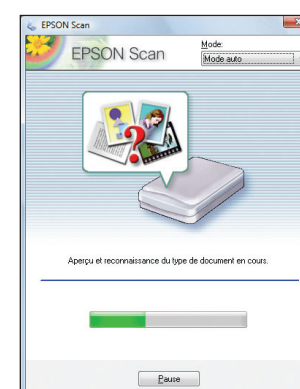 EPSON Scan
EPSON Scan
Mode:
Mode auto
?
Aperçu et reconnaissance du type de document en cours.
Pause